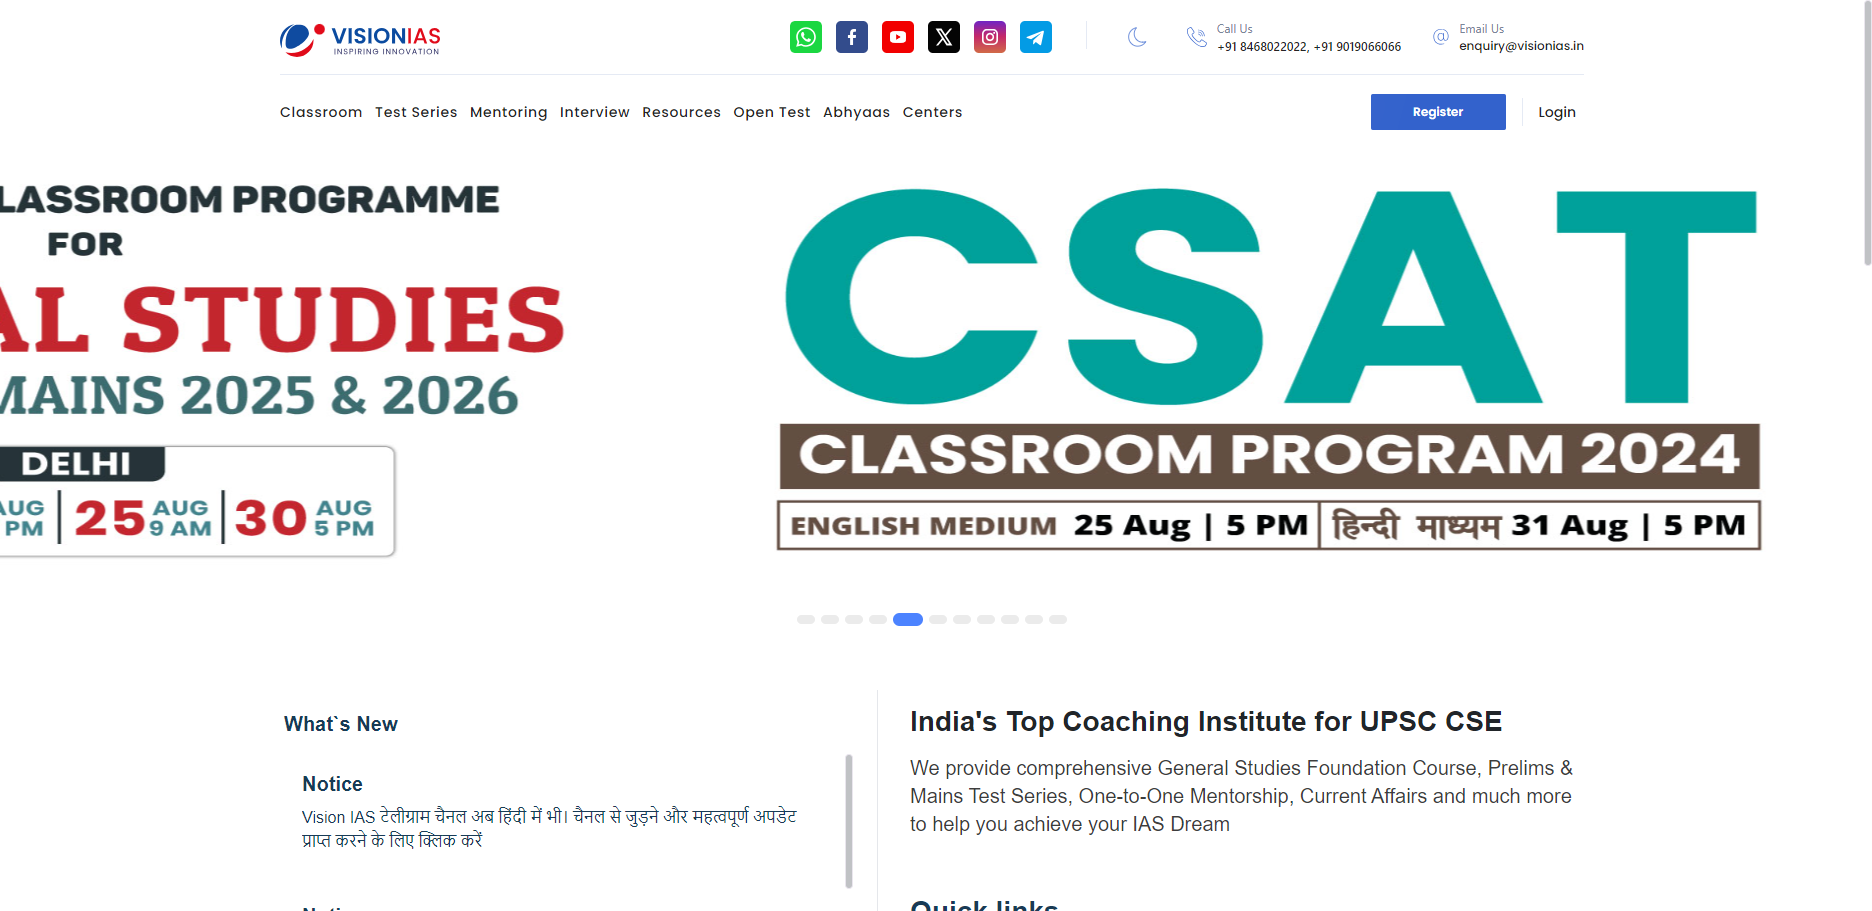 VISIONIAS
INSPIRING INNOVATION
Call Us
+91 8468022022, +91 9019066066
Email Us
enquiry@visionias.in
Classroom Test Series Mentoring Interview Resources Open Test Abhyaas Centers
Register
Login
LASSROOM PROGRAMME
FOR
AL STUDIES
MAINS 2025 & 2026
DELHI
AUG
PM
25 AUG
9 AM
30 AUG
5 PM
CSAT
CLASSROOM PROGRAM 2024
ENGLISH MEDIUM 25 Aug | 5 PM
हिन्दी माध्यम 31 Aug | 5 PM
What`s New
Notice
Vision IAS टेलीग्राम चैनल अब हिंदी में भी। चैनल से जुड़ने और महत्वपूर्ण अपडेट
प्राप्त करने के लिए क्लिक करें
India's Top Coaching Institute for UPSC CSE
We provide comprehensive General Studies Foundation Course, Prelims &
Mains Test Series, One-to-One Mentorship, Current Affairs and much more
to help you achieve your IAS Dream
Quick links